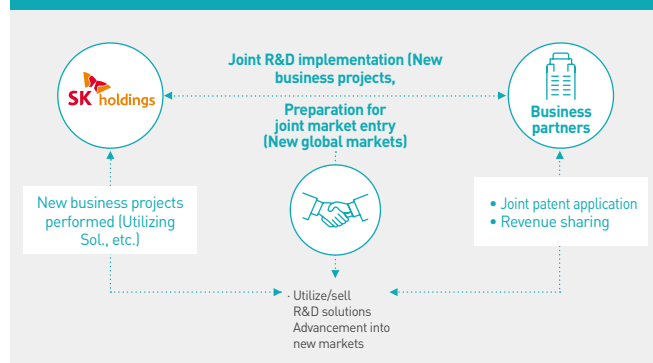 Joint R&D implementation (New
business projects,
SK holdings
Preparation for
joint market entry
(New global markets)
Business
partners
New business projects
performed (Utilizing
Sol., etc.)
• Joint patent application
• Revenue sharing
· Utilize/sell
R&D solutions
Advancement into
new markets